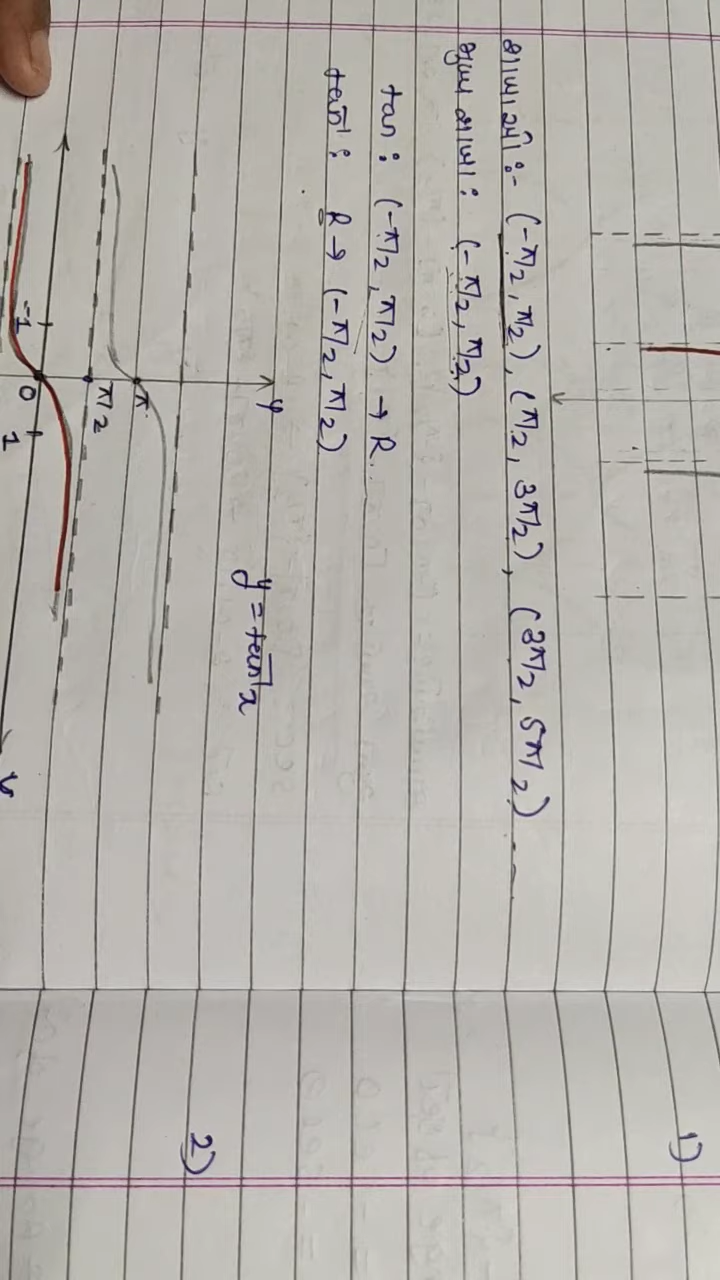 शाखायें :- (-π/2, π/2), (π/2, 3π/2), (3π/2, 5π/2) --
मुख्य शाखा : (-π/2, π/2)
tan : (-π/2, π/2) → R.
tan⁻¹ : R → (-π/2, π/2)
y
y = tan⁻¹x
π
π/2
-1
0
1
1)
2)